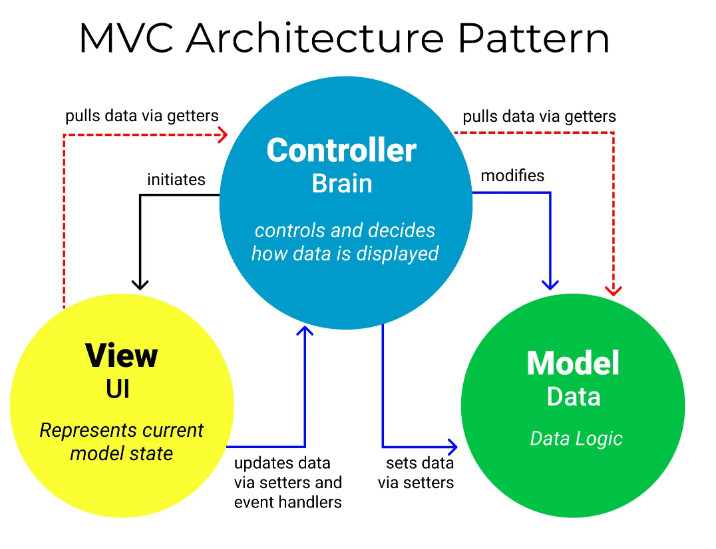 MVC Architecture Pattern
pulls data via getters
pulls data via getters
Controller
Brain
controls and decides
how data is displayed
initiates
modifies
View
UI
Represents current
model state
Model
Data
Data Logic
updates data
via setters and
event handlers
sets data
via setters